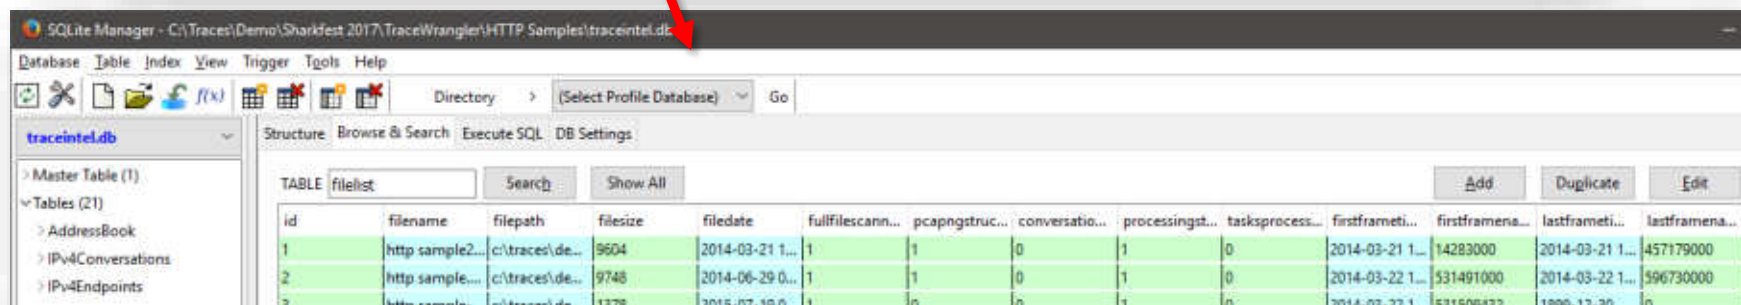 SQLite Manager - C:\Traces\Demo\Sharkfest 2017\TraceWrangler\HTTP Samples\traceintel.db
Database Table Index View Trigger Tools Help
f(x) Directory > (Select Profile Database) Go
traceintel.db
Structure Browse & Search Execute SQL DB Settings
Master Table (1)
Tables (21)
AddressBook
IPv4Conversations
IPv4Endpoints
TABLE filelist Search Show All Add Duplicate Edit
id filename filepath filesize filedate fullfilescann... pcapngstruc... conversatio... processingst... tasksprocess... firstframeti... firstframena... lastframeti... lastframena...
1 http sample2... c:\traces\de... 9604 2014-03-21 1... 1 1 0 1 0 2014-03-21 1... 14283000 2014-03-21 1... 457179000
2 http sample.... c:\traces\de... 9748 2014-06-29 0... 1 1 0 1 0 2014-03-22 1... 531491000 2014-03-22 1... 596730000